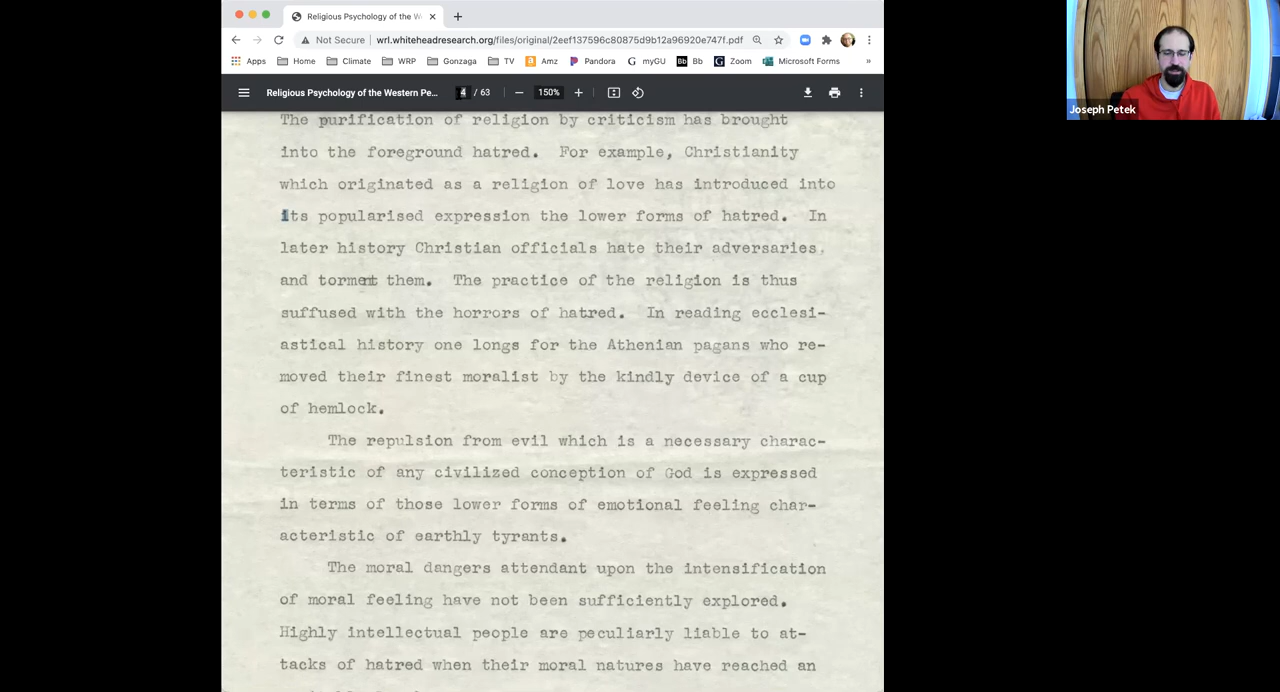 Religious Psychology of the W
Not Secure
wrl.whiteheadresearch.org/files/original/2eef137596c80875d9b12a96920e747f.pdf
Apps Home Climate WRP Gonzaga TV Amz Pandora myGU Bb Bb Zoom Microsoft Forms »
Religious Psychology of the Western Pe... 4 / 63 150%
The purification of religion by criticism has brought
into the foreground hatred. For example, Christianity
which originated as a religion of love has introduced into
its popularised expression the lower forms of hatred. In
later history Christian officials hate their adversaries,
and torment them. The practice of the religion is thus
suffused with the horrors of hatred. In reading ecclesi-
astical history one longs for the Athenian pagans who re-
moved their finest moralist by the kindly device of a cup
of hemlock.
The repulsion from evil which is a necessary charac-
teristic of any civilized conception of God is expressed
in terms of those lower forms of emotional feeling char-
acteristic of earthly tyrants.
The moral dangers attendant upon the intensification
of moral feeling have not been sufficiently explored.
Highly intellectual people are peculiarly liable to at-
tacks of hatred when their moral natures have reached an
Joseph Petek